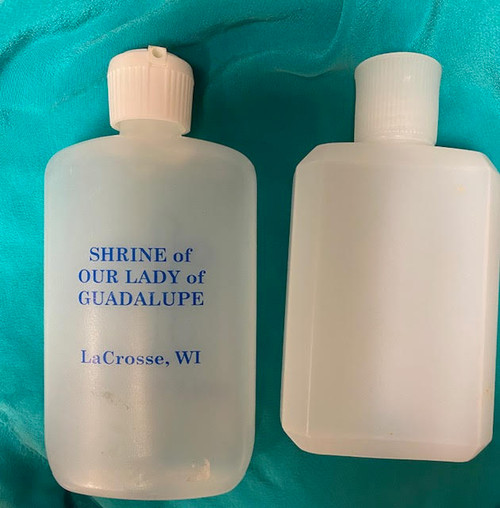 SHRINE of
OUR LADY of
GUADALUPE
LaCrosse, WI